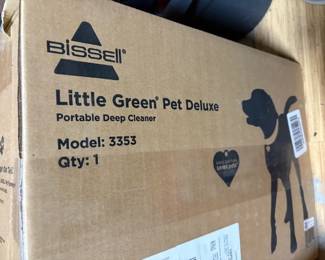 BISSELL
Little Green® Pet Deluxe
Portable Deep Cleaner
Model: 3353
Qty: 1